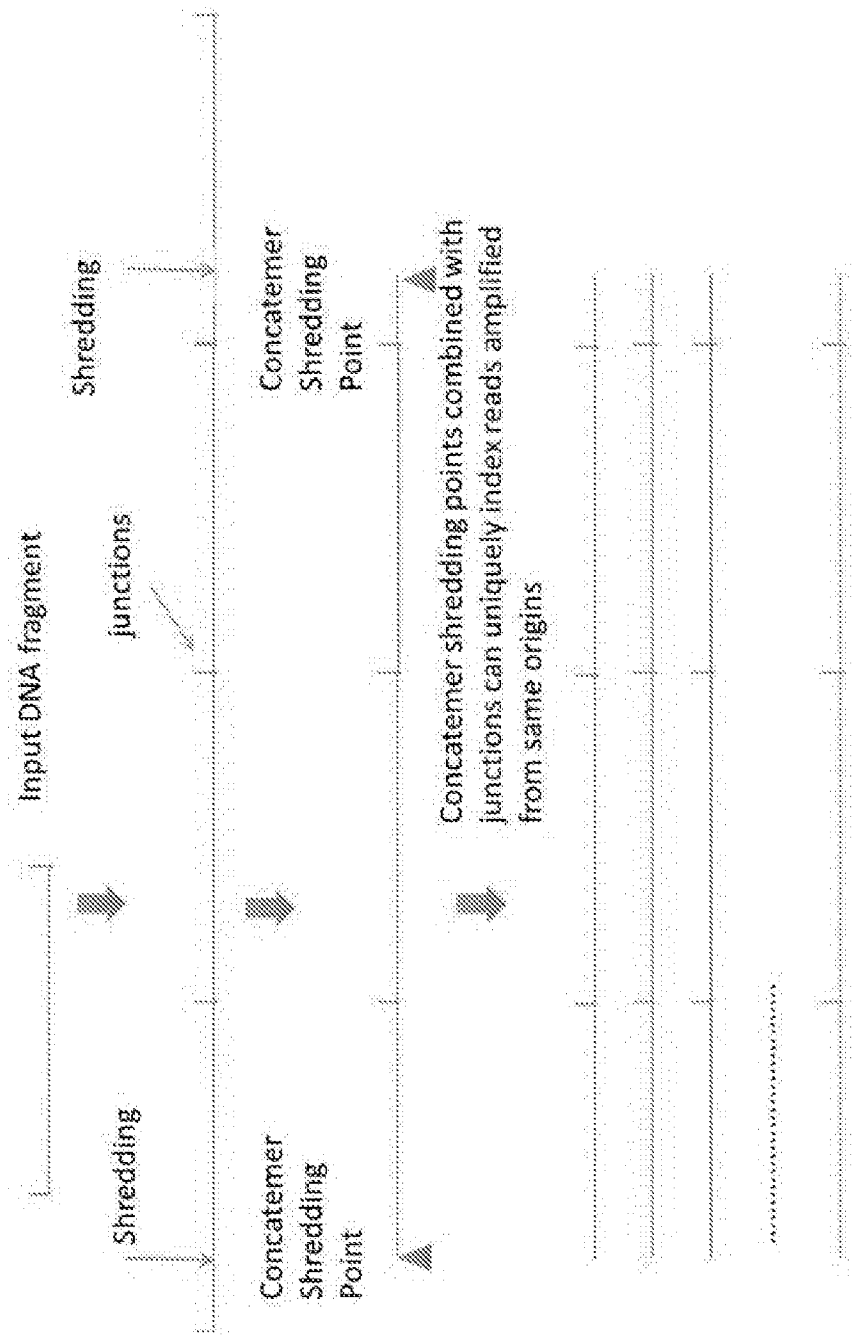 Input DNA fragment
Shredding
junctions
Shredding
Concatemer
Shredding
Point
Concatemer
Shredding
Point
Concatemer shredding points combined with
junctions can uniquely index reads amplified
from same origins